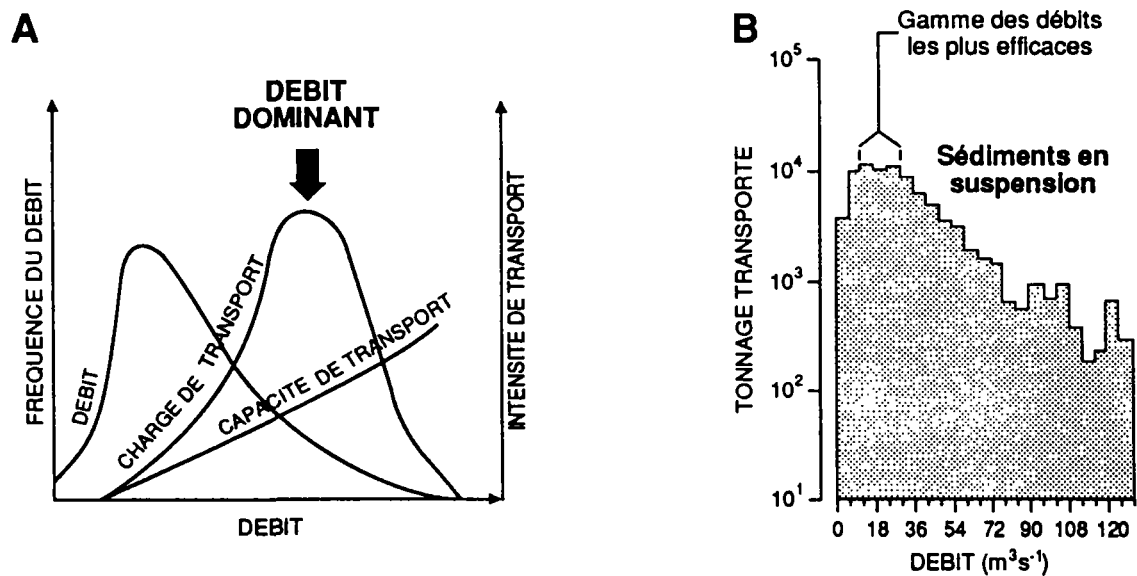 A
DEBIT
DOMINANT
FREQUENCE DU DEBIT
INTENSITE DE TRANSPORT
DEBIT
CHARGE DE TRANSPORT
CAPACITE DE TRANSPORT
DEBIT
B
Gamme des débits
les plus efficaces
Sédiments en
suspension
TONNAGE TRANSPORTE
10⁵
10⁴
10³
10²
10¹
0 18 36 54 72 90 108 120
DEBIT (m³s⁻¹)